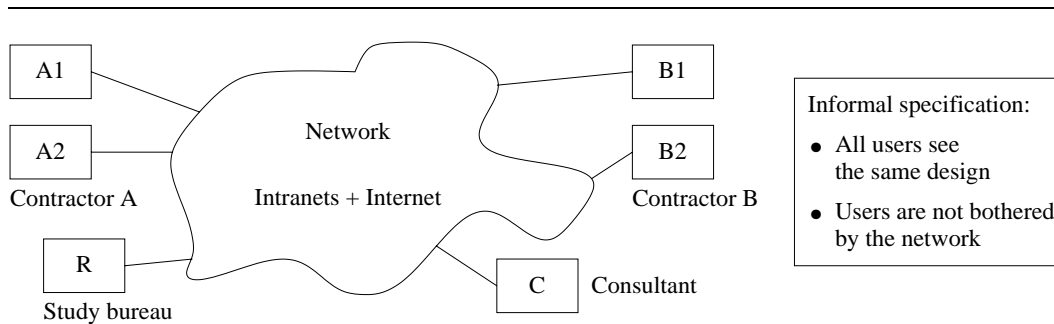 A1
A2
Contractor A
R
Study bureau
Network
Intranets + Internet
B1
B2
Contractor B
C
Consultant
Informal specification:
● All users see
the same design
● Users are not bothered
by the network